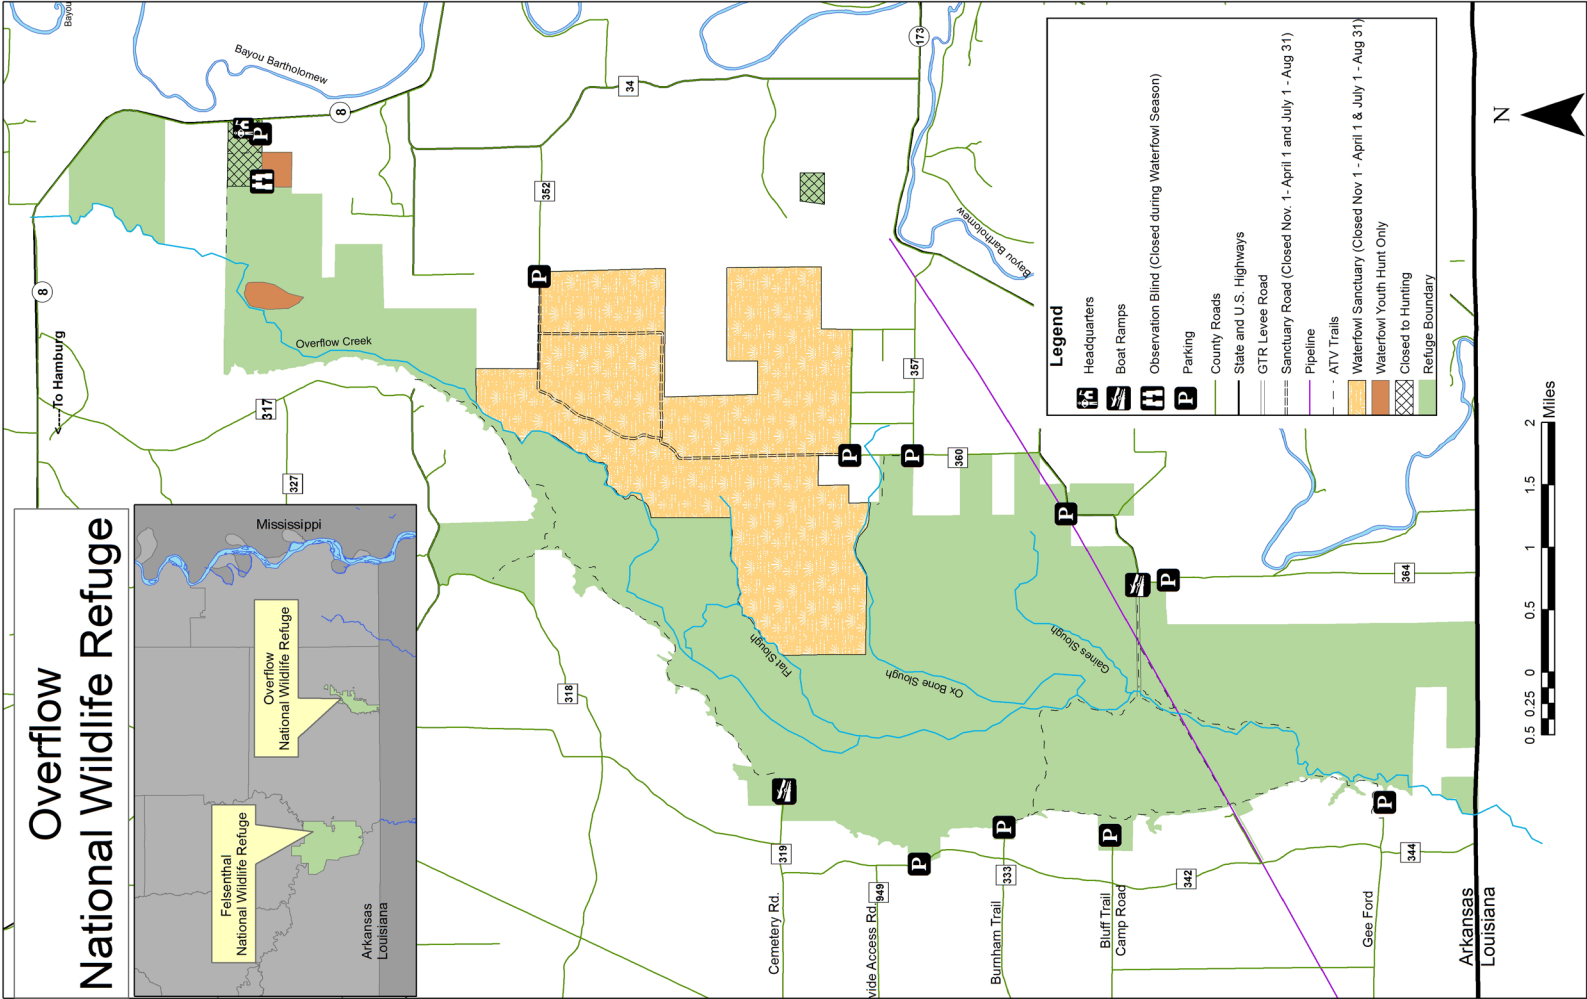 Overflow
National Wildlife Refuge
Mississippi
Overflow
National Wildlife Refuge
Felsenthal
National Wildlife Refuge
Arkansas
Louisiana
Bayou
Bayou Bartholomew
8
8
<----To Hamburg
Overflow Creek
317
327
318
34
352
173
Bayou Bartholomew
357
360
364
Flat Slough
Ox Bone Slough
Gaines Slough
319
949
333
342
344
Cemetery Rd.
vide Access Rd.
Burnham Trail
Bluff Trail
Camp Road
Gee Ford
Arkansas
Louisiana
P
P
P
P
P
P
P
P
P
P
Legend
Headquarters
Boat Ramps
Observation Blind (Closed during Waterfowl Season)
P Parking
County Roads
State and U.S. Highways
GTR Levee Road
Sanctuary Road (Closed Nov. 1- April 1 and July 1 - Aug 31)
Pipeline
ATV Trails
Waterfowl Sanctuary (Closed Nov 1 - April 1 & July 1 - Aug 31)
Waterfowl Youth Hunt Only
Closed to Hunting
Refuge Boundary
N
0.5 0.25 0 0.5 1 1.5 2
Miles